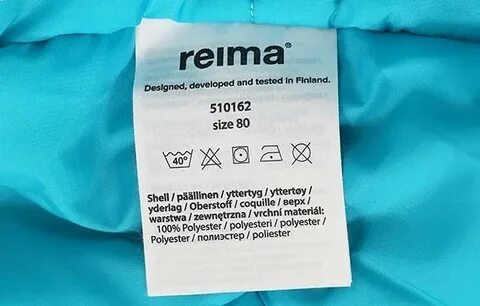 reima®
Designed, developed and tested in Finland.
510162
size 80
40°
Shell / päällinen / yttertyg / yttertøy /
yderlag / Oberstoff / coquille / верх /
warstwa / zewnętrzna / vrchní materiál:
100% Polyester / polyesteri / polyester /
Polyester / полиэстер / poliester